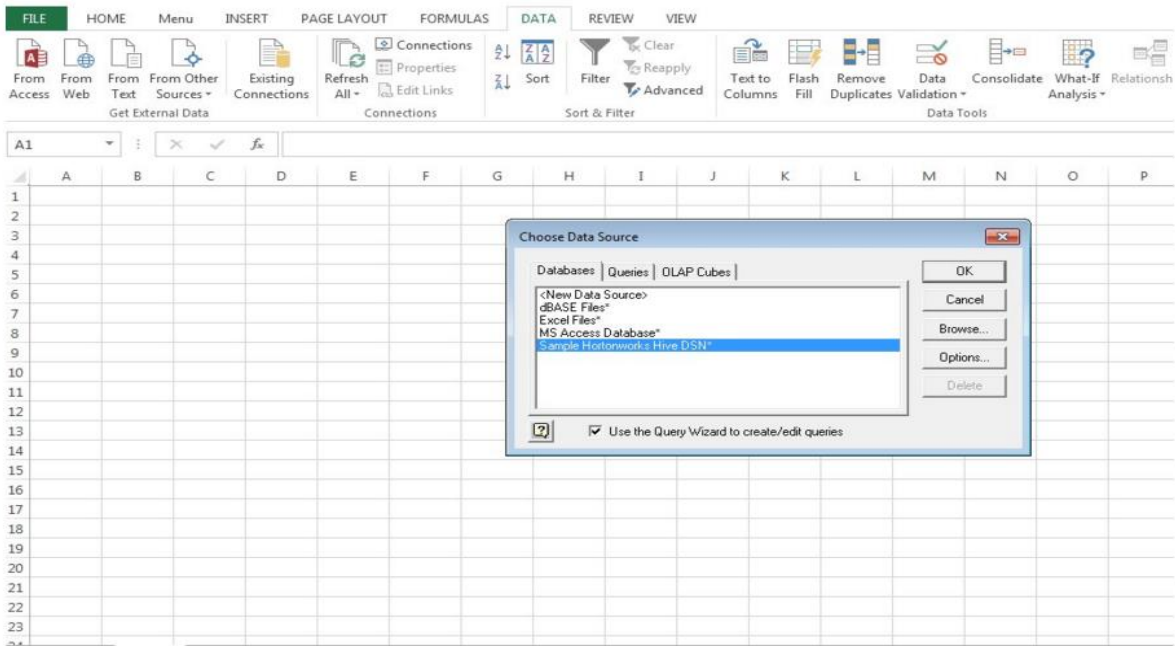 FILE HOME Menu INSERT PAGE LAYOUT FORMULAS DATA REVIEW VIEW
From Access
From Web
From Text
From Other Sources
Existing Connections
Refresh All
Connections
Properties
Edit Links
Sort
Filter
Clear
Reapply
Advanced
Text to Columns
Flash Fill
Remove Duplicates
Data Validation
Consolidate
What-If Analysis
Relationsh
Get External Data
Connections
Sort & Filter
Data Tools
A1
fx
A B C D E F G H I J K L M N O P
1
2
3
4
5
6
7
8
9
10
11
12
13
14
15
16
17
18
19
20
21
22
23
Choose Data Source
Databases Queries OLAP Cubes
<New Data Source>
dBASE Files*
Excel Files*
MS Access Database*
Sample Hortonworks Hive DSN*
OK
Cancel
Browse...
Options...
Delete
Use the Query Wizard to create/edit queries